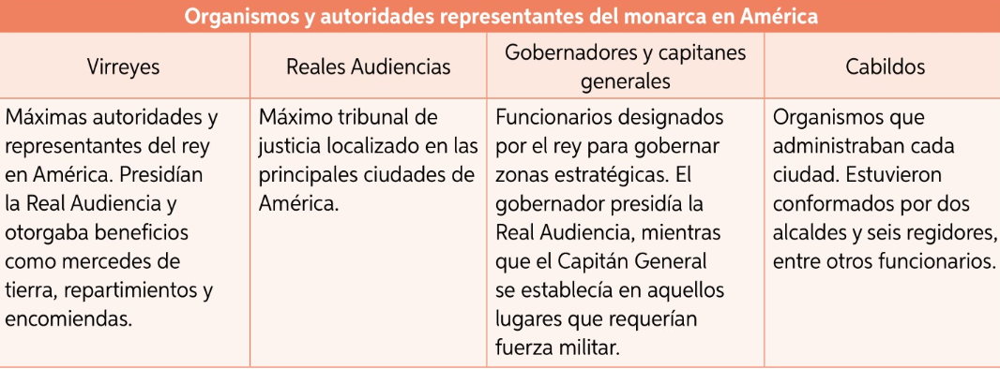 Organismos y autoridades representantes del monarca en América
Virreyes
Reales Audiencias
Gobernadores y capitanes
generales
Cabildos
Máximas autoridades y
representantes del rey
en América. Presidían
la Real Audiencia y
otorgaba beneficios
como mercedes de
tierra, repartimientos y
encomiendas.
Máximo tribunal de
justicia localizado en las
principales ciudades de
América.
Funcionarios designados
por el rey para gobernar
zonas estratégicas. El
gobernador presidía la
Real Audiencia, mientras
que el Capitán General
se establecía en aquellos
lugares que requerían
fuerza militar.
Organismos que
administraban cada
ciudad. Estuvieron
conformados por dos
alcaldes y seis regidores,
entre otros funcionarios.